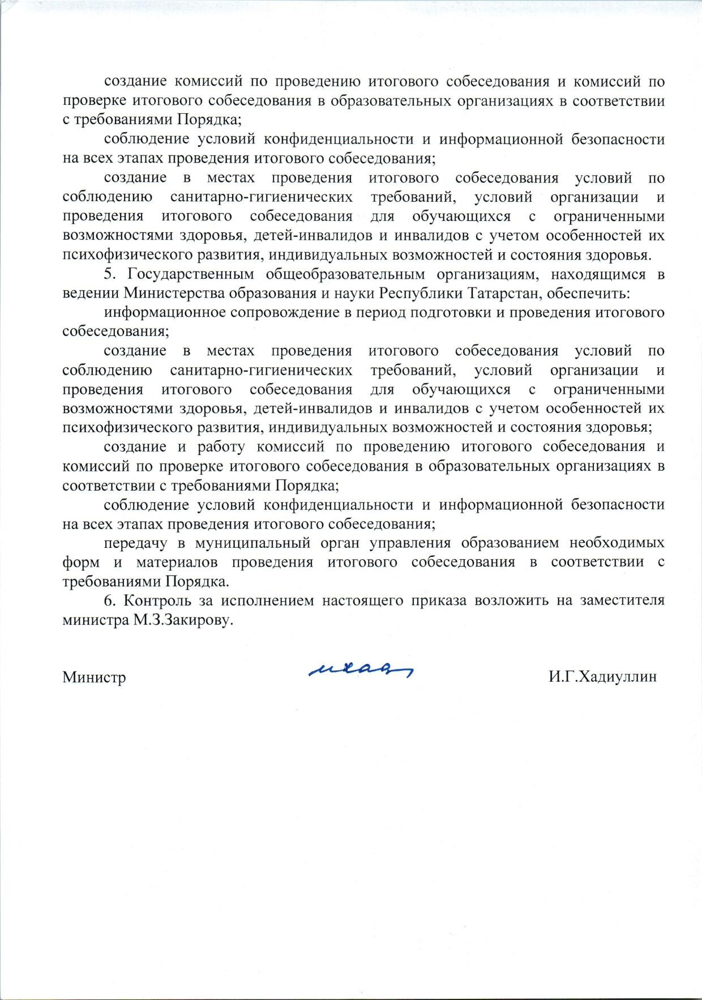 создание комиссий по проведению итогового собеседования и комиссий по
проверке итогового собеседования в образовательных организациях в соответствии
с требованиями Порядка;
соблюдение условий конфиденциальности и информационной безопасности
на всех этапах проведения итогового собеседования;
создание в местах проведения итогового собеседования условий по
соблюдению санитарно-гигиенических требований, условий организации и
проведения итогового собеседования для обучающихся с ограниченными
возможностями здоровья, детей-инвалидов и инвалидов с учетом особенностей их
психофизического развития, индивидуальных возможностей и состояния здоровья.
5. Государственным общеобразовательным организациям, находящимся в
ведении Министерства образования и науки Республики Татарстан, обеспечить:
информационное сопровождение в период подготовки и проведения итогового
собеседования;
создание в местах проведения итогового собеседования условий по
соблюдению санитарно-гигиенических требований, условий организации и
проведения итогового собеседования для обучающихся с ограниченными
возможностями здоровья, детей-инвалидов и инвалидов с учетом особенностей их
психофизического развития, индивидуальных возможностей и состояния здоровья;
создание и работу комиссий по проведению итогового собеседования и
комиссий по проверке итогового собеседования в образовательных организациях в
соответствии с требованиями Порядка;
соблюдение условий конфиденциальности и информационной безопасности
на всех этапах проведения итогового собеседования;
передачу в муниципальный орган управления образованием необходимых
форм и материалов проведения итогового собеседования в соответствии с
требованиями Порядка.
6. Контроль за исполнением настоящего приказа возложить на заместителя
министра М.З.Закирову.
Министр И.Г.Хадиуллин